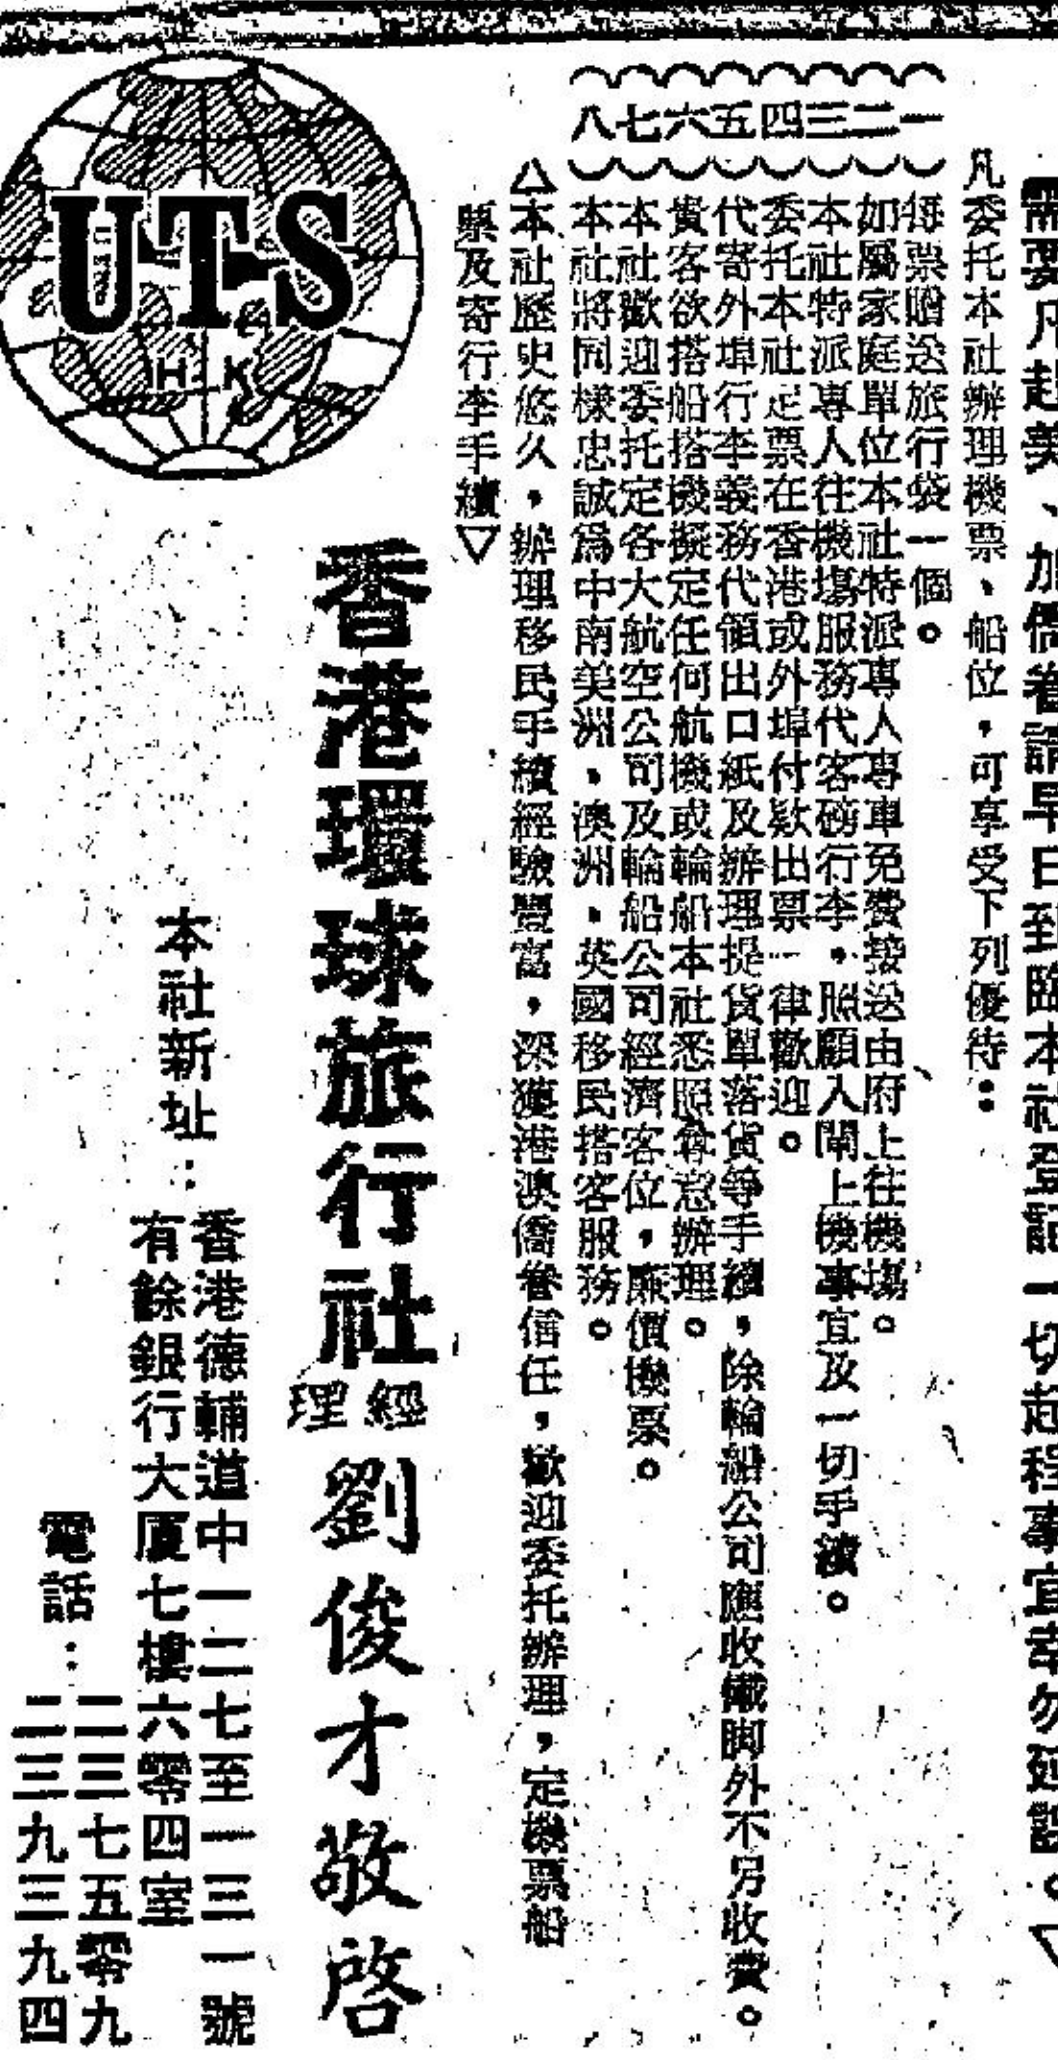 需要凡赴美、加僑眷請早日到臨本社登記一切起程事宜幸勿延誤。▽
凡委托本社辦理機票、船位，可享受下列優待：
（一）每票贈送旅行袋一個。
（二）如屬家庭單位本社特派專人專車免費接送由府上往機場。
（三）本社特派專人往機塲服務代客磅行李，照顧入閘上機事宜及一切手續。
（四）委托本社定票在香港或外埠付欵出票一律歡迎。
（五）代寄外埠行李義務代領出口紙及辦理提貨單落貨等手續，除輪船公司應收儎脚外不另收費。
（六）貴客欲搭船搭機擬定任何航機或輪船本社悉照尊意辦理。
（七）本社歡迎委托定各大航空公司及輪船公司經濟客位，廉價機票。
（八）本社將同樣忠誠爲中南美洲，澳洲，英國移民搭客服務。
△本社歷史悠久，辦理移民手續經驗豐富，深獲港澳僑眷信任，歡迎委托辦理，定機票船
票及寄行李手續▽
香港環球旅行社
經理 劉俊才敬啓
本社新址：
香港德輔道中一二七至一三一號
有餘銀行大廈七樓六零四室
電話：
二三七五零九
二三九三九四
UTS
H K